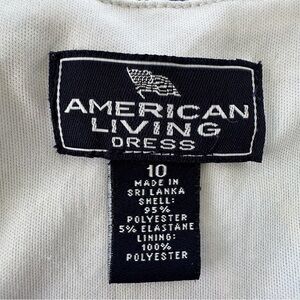 AMERICAN
LIVING
DRESS
10
MADE IN
SRI LANKA
SHELL:
95%
POLYESTER
5% ELASTANE
LINING:
100%
POLYESTER